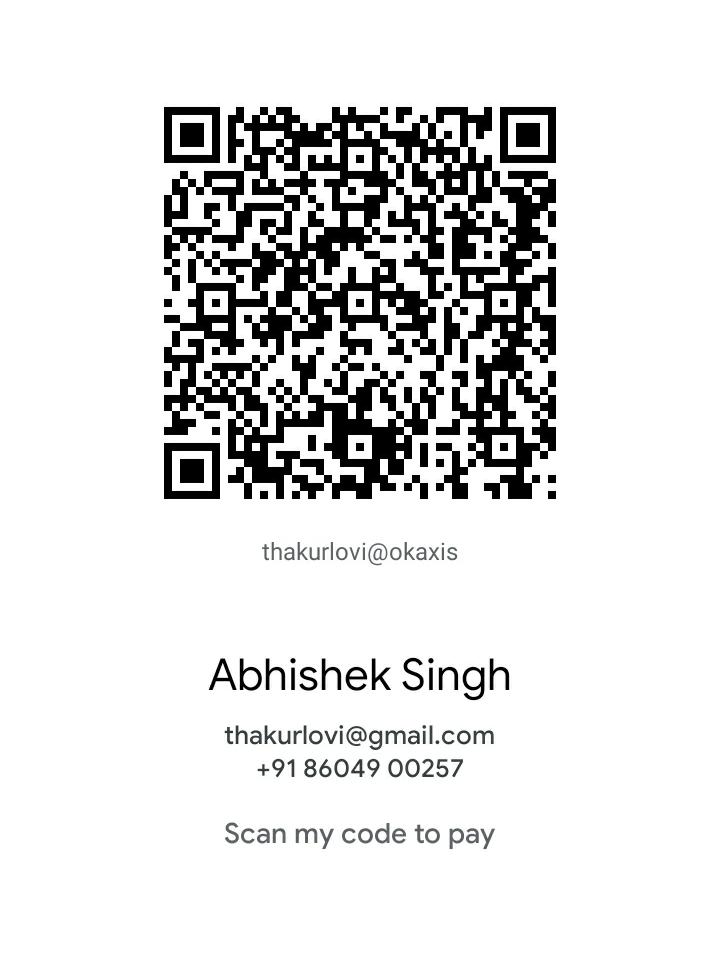 thakurlovi@okaxis
Abhishek Singh
thakurlovi@gmail.com
+91 86049 00257
Scan my code to pay